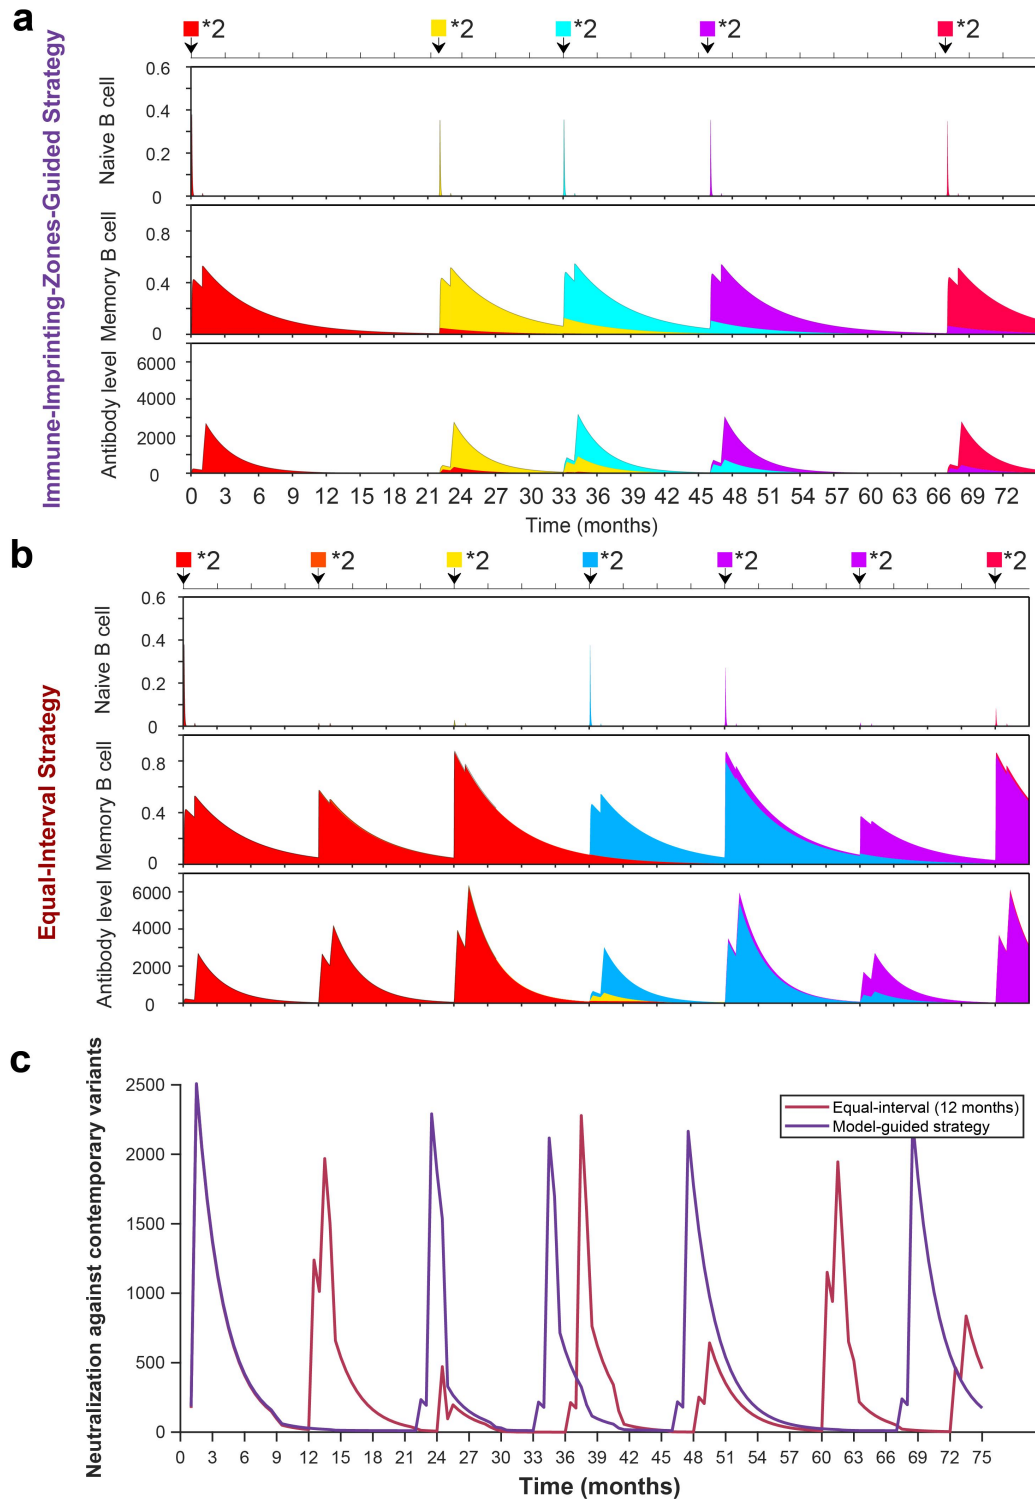 a
*2 *2 *2 *2 *2
Immune-Imprinting-Zones-Guided Strategy
Naive B cell
0.6
0.4
0.2
0
Memory B cell
0.8
0.4
0
Antibody level
6000
4000
2000
0
0 3 6 9 12 15 18 21 24 27 30 33 36 39 42 45 48 51 54 57 60 63 66 69 72
Time (months)
b
*2 *2 *2 *2 *2 *2 *2
Equal-Interval Strategy
Naive B cell
0.6
0.4
0.2
0
Memory B cell
0.8
0.4
0
Antibody level
6000
4000
2000
0
c
Neutralization against contemporary variants
2500
2000
1500
1000
500
0
Equal-interval (12 months)
Model-guided strategy
0 3 6 9 12 15 18 21 24 27 30 33 36 39 42 45 48 51 54 57 60 63 66 69 72 75
Time (months)